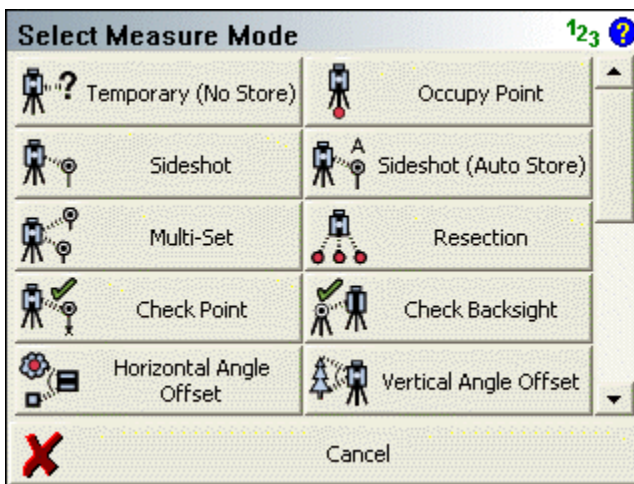 Select Measure Mode
123 ?
? Temporary (No Store)
Occupy Point
Sideshot
A Sideshot (Auto Store)
Multi-Set
Resection
x Check Point
Check Backsight
Horizontal Angle
Offset
Vertical Angle Offset
Cancel